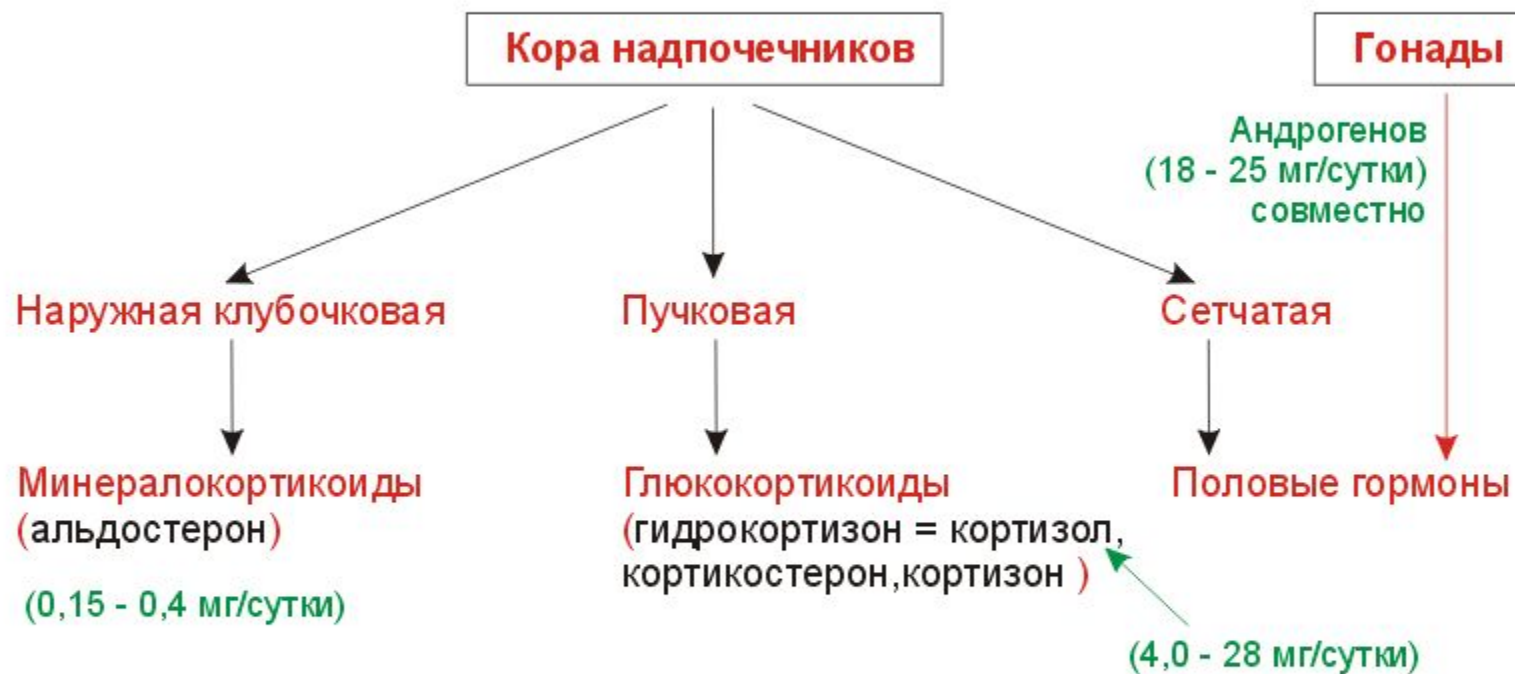 Кора надпочечников
Гонады
Андрогенов
(18 - 25 мг/сутки)
совместно
Наружная клубочковая
Пучковая
Сетчатая
Минералокортикоиды
(альдостерон)
(0,15 - 0,4 мг/сутки)
Глюкокортикоиды
(гидрокортизон = кортизол,
кортикостерон,кортизон )
(4,0 - 28 мг/сутки)
Половые гормоны